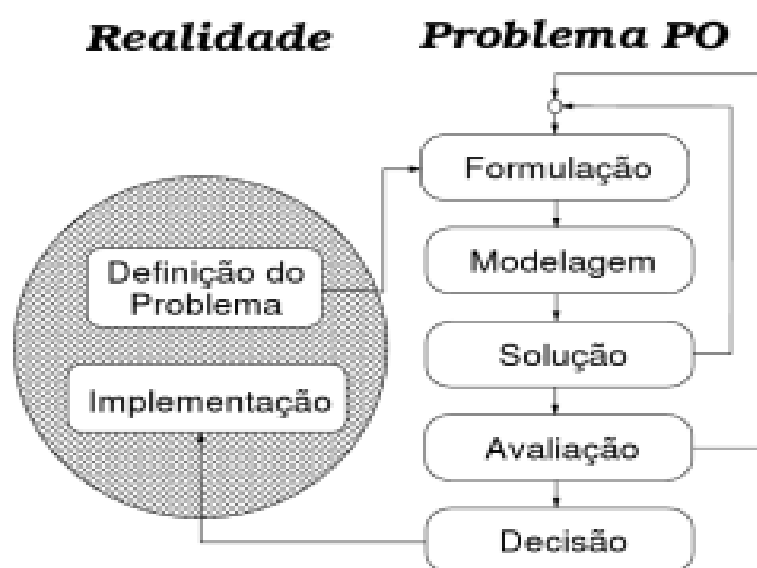 Realidade
Problema PO
Formulação
Definição do
Problema
Modelagem
Solução
Implementação
Avaliação
Decisão